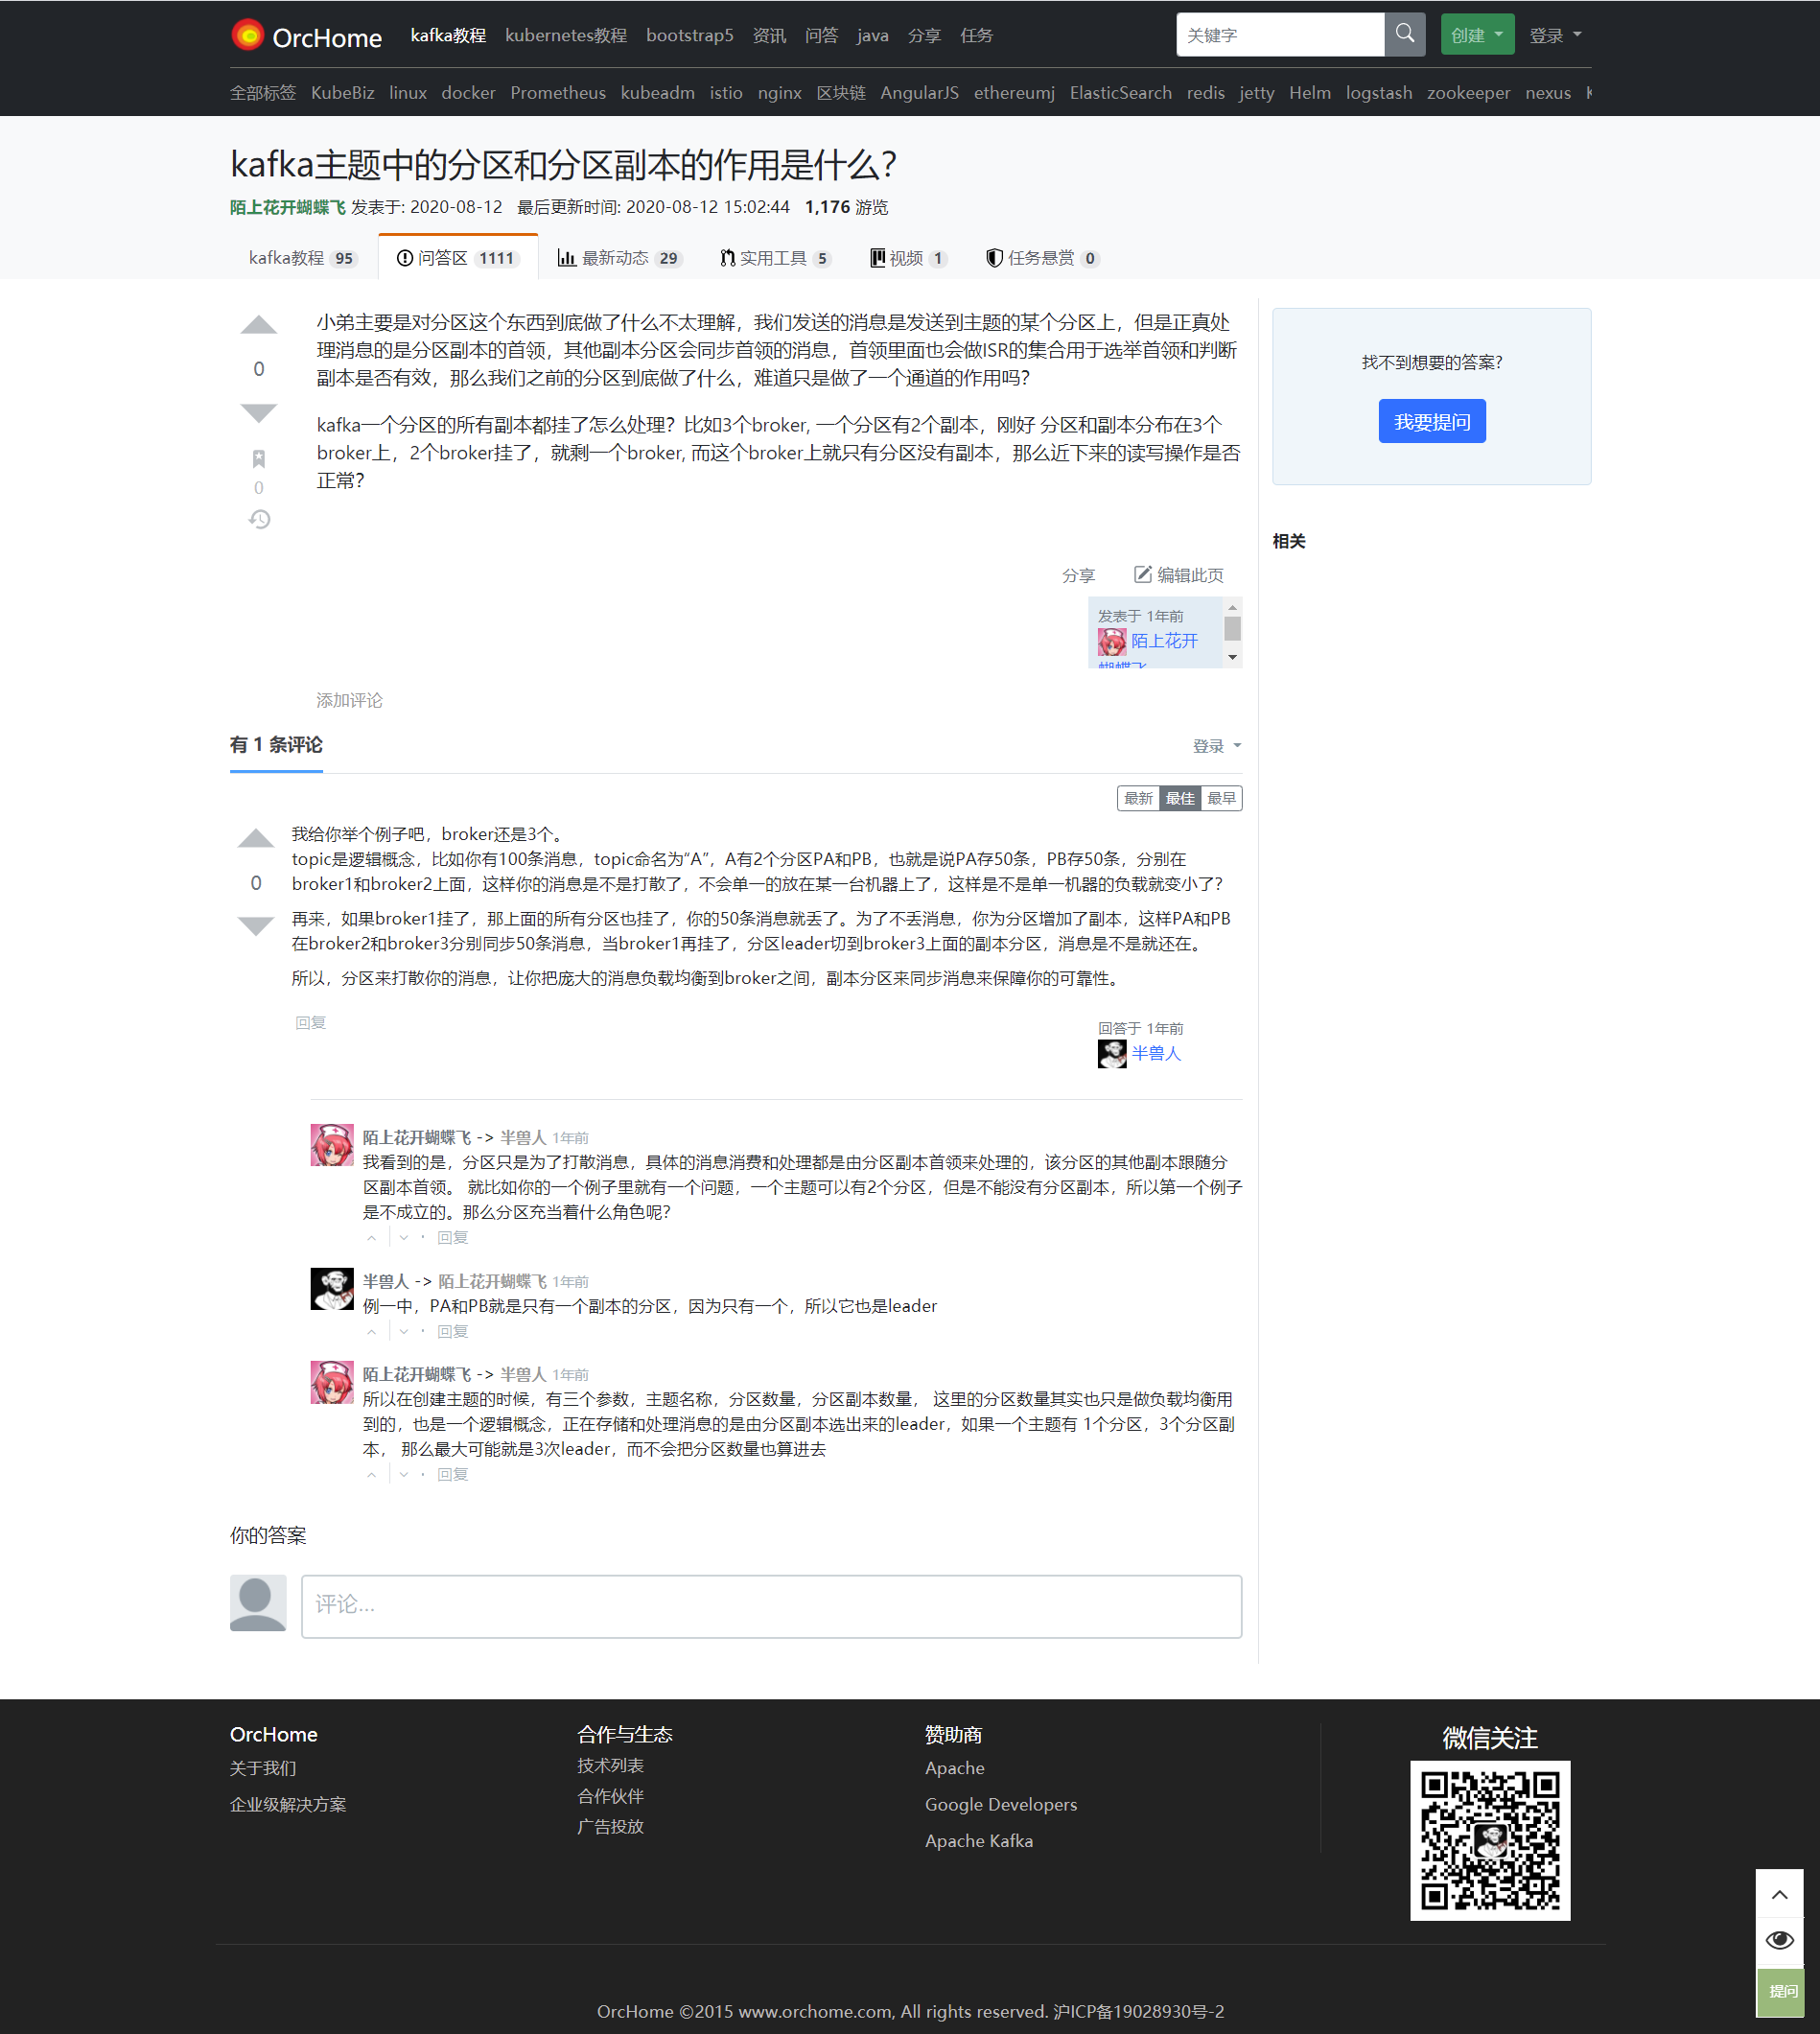 OrcHome kafka教程 kubernetes教程 bootstrap5 资讯 问答 java 分享 任务 关键字 创建 登录
全部标签 KubeBiz linux docker Prometheus kubeadm istio nginx 区块链 AngularJS ethereumj ElasticSearch redis jetty Helm logstash zookeeper nexus
kafka主题中的分区和分区副本的作用是什么？
陌上花开蝴蝶飞 发表于: 2020-08-12 最后更新时间: 2020-08-12 15:02:44 1,176 游览
kafka教程 95 问答区 1111 最新动态 29 实用工具 5 视频 1 任务悬赏 0
小弟主要是对分区这个东西到底做了什么不太理解，我们发送的消息是发送到主题的某个分区上，但是正真处
理消息的是分区副本的首领，其他副本分区会同步首领的消息，首领里面也会做ISR的集合用于选举首领和判断
副本是否有效，那么我们之前的分区到底做了什么，难道只是做了一个通道的作用吗？
0
kafka一个分区的所有副本都挂了怎么处理？比如3个broker, 一个分区有2个副本，刚好 分区和副本分布在3个
broker上，2个broker挂了，就剩一个broker, 而这个broker上就只有分区没有副本，那么近下来的读写操作是否
正常？
0
找不到想要的答案?
我要提问
相关
分享 编辑此页
发表于 1年前
陌上花开
蝴蝶飞
添加评论
有 1 条评论 登录
最新 最佳 最早
我给你举个例子吧，broker还是3个。
topic是逻辑概念，比如你有100条消息，topic命名为“A”，A有2个分区PA和PB，也就是说PA存50条，PB存50条，分别在
broker1和broker2上面，这样你的消息是不是打散了，不会单一的放在某一台机器上了，这样是不是单一机器的负载就变小了？
0
再来，如果broker1挂了，那上面的所有分区也挂了，你的50条消息就丢了。为了不丢消息，你为分区增加了副本，这样PA和PB
在broker2和broker3分别同步50条消息，当broker1再挂了，分区leader切到broker3上面的副本分区，消息是不是就还在。
所以，分区来打散你的消息，让你把庞大的消息负载均衡到broker之间，副本分区来同步消息来保障你的可靠性。
回复
回答于 1年前
半兽人
陌上花开蝴蝶飞 -> 半兽人 1年前
我看到的是，分区只是为了打散消息，具体的消息消费和处理都是由分区副本首领来处理的，该分区的其他副本跟随分
区副本首领。 就比如你的一个例子里就有一个问题，一个主题可以有2个分区，但是不能没有分区副本，所以第一个例子
是不成立的。那么分区充当着什么角色呢？
回复
半兽人 -> 陌上花开蝴蝶飞 1年前
例一中，PA和PB就是只有一个副本的分区，因为只有一个，所以它也是leader
回复
陌上花开蝴蝶飞 -> 半兽人 1年前
所以在创建主题的时候，有三个参数，主题名称，分区数量，分区副本数量， 这里的分区数量其实也只是做负载均衡用
到的，也是一个逻辑概念，正在存储和处理消息的是由分区副本选出来的leader，如果一个主题有 1个分区，3个分区副
本， 那么最大可能就是3次leader，而不会把分区数量也算进去
回复
你的答案
评论...
OrcHome
关于我们
企业级解决方案
合作与生态
技术列表
合作伙伴
广告投放
赞助商
Apache
Google Developers
Apache Kafka
微信关注
提问
OrcHome ©2015 www.orchome.com, All rights reserved. 沪ICP备19028930号-2